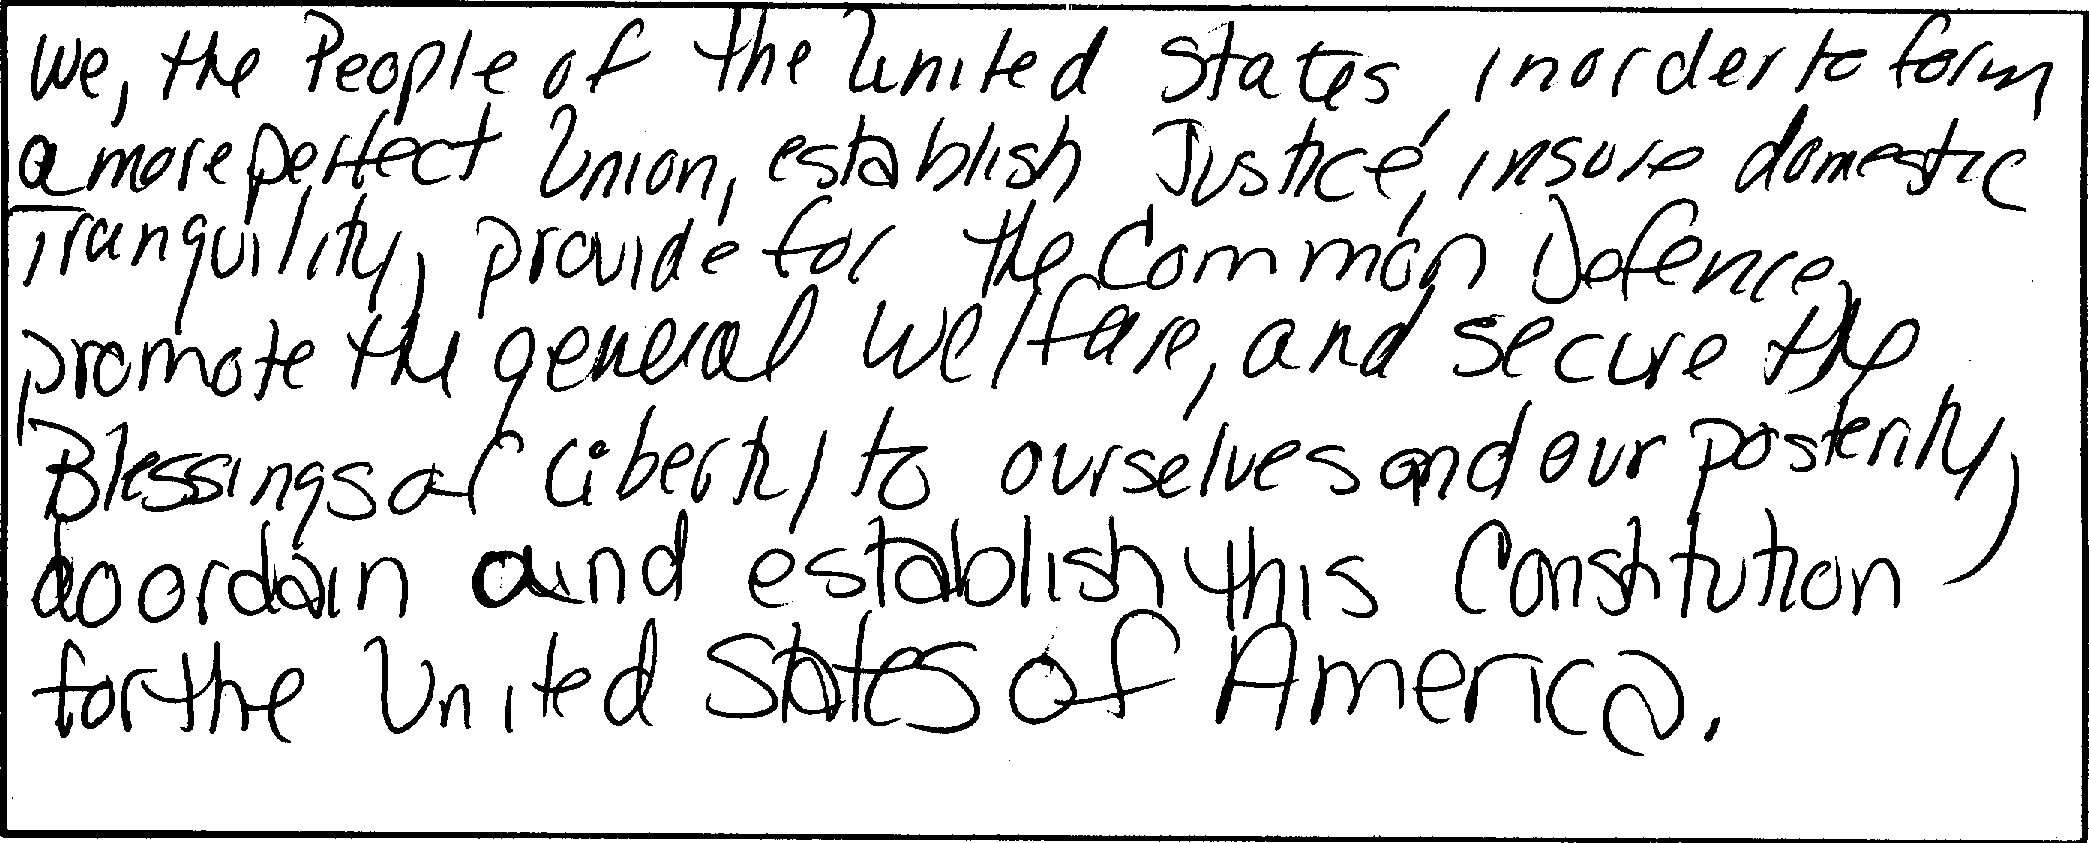 We, the People of the United States, in order to form
a more perfect Union, establish Justice, insure domestic
Tranquility, provide for the Common Defence,
promote the general Welfare, and secure the
Blessings of Liberty, to ourselves and our posterity,
do ordain and establish this Constitution
for the United States of America.